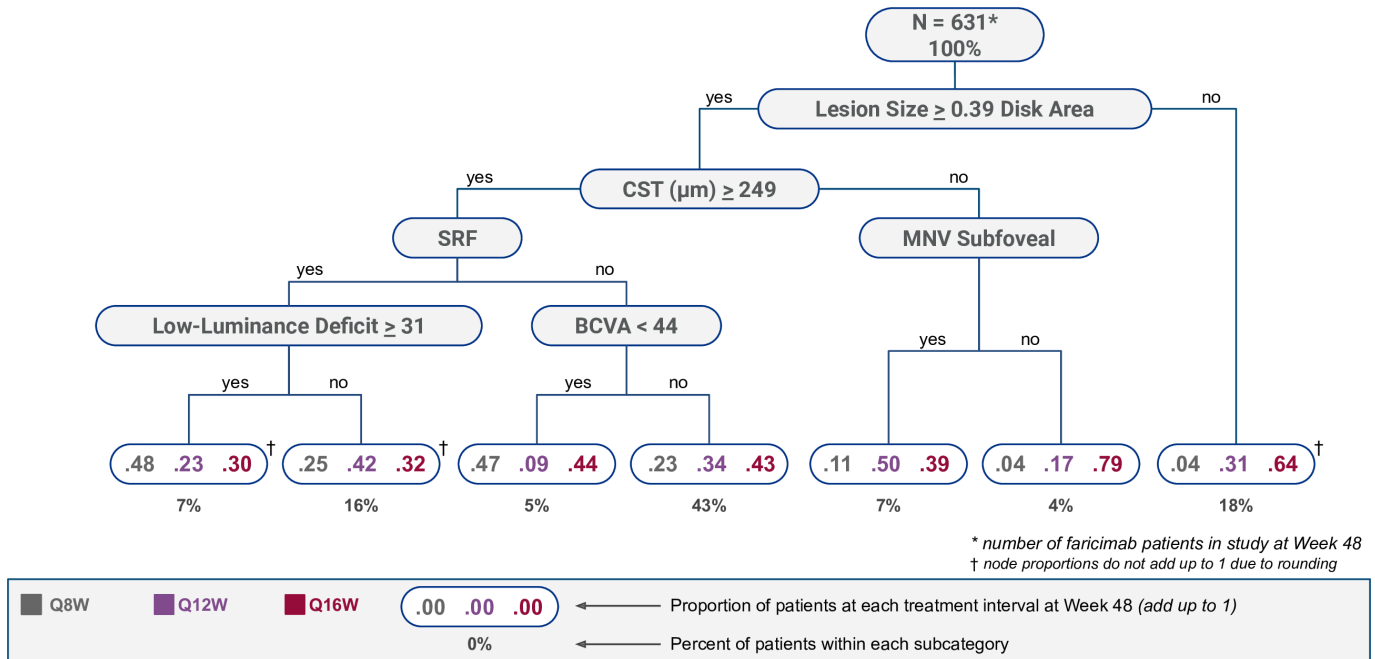 N = 631*
100%
yes
no
Lesion Size ≥ 0.39 Disk Area
yes
no
CST (µm) ≥ 249
SRF
MNV Subfoveal
yes
no
Low-Luminance Deficit ≥ 31
BCVA < 44
yes
no
yes
no
yes
no
.48 .23 .30 †
.25 .42 .32 †
.47 .09 .44
.23 .34 .43
.11 .50 .39
.04 .17 .79
.04 .31 .64 †
7%
16%
5%
43%
7%
4%
18%
* number of faricimab patients in study at Week 48
† node proportions do not add up to 1 due to rounding
Q8W
Q12W
Q16W
.00 .00 .00
Proportion of patients at each treatment interval at Week 48 (add up to 1)
0%
Percent of patients within each subcategory